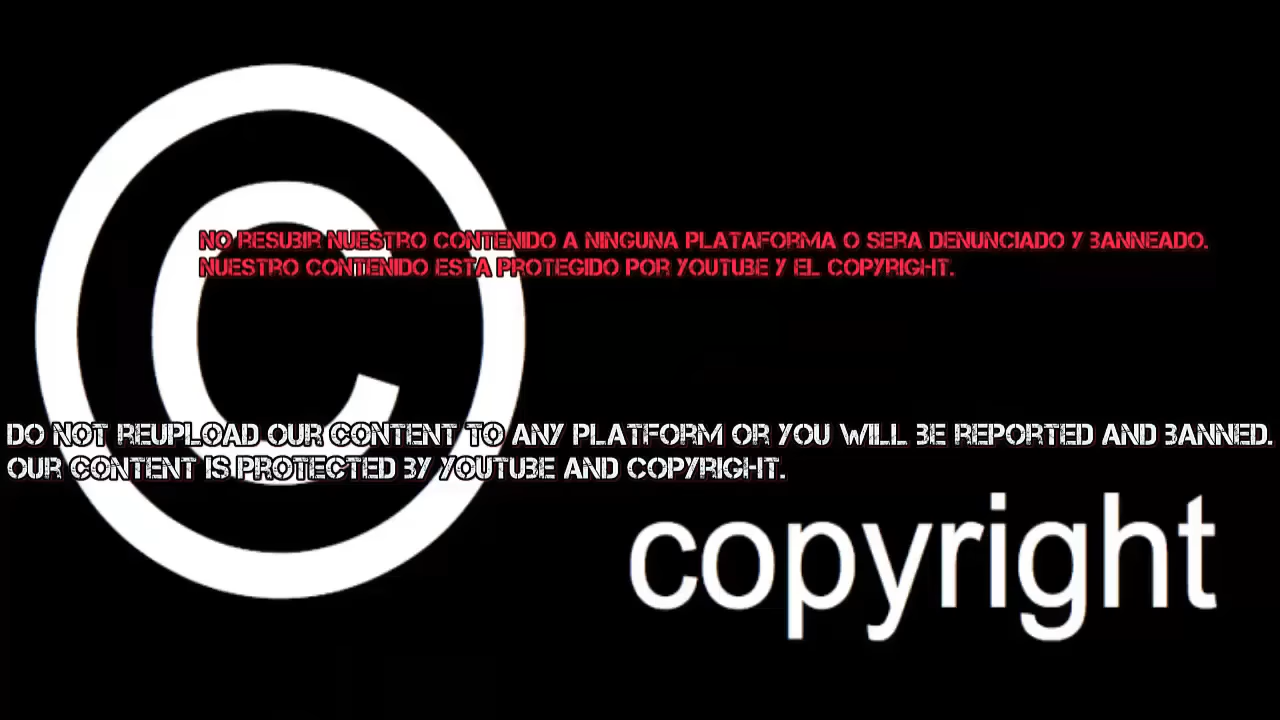 ©
NO RESUBIR NUESTRO CONTENIDO A NINGUNA PLATAFORMA O SERA DENUNCIADO Y BANNEADO.
NUESTRO CONTENIDO ESTA PROTEGIDO POR YOUTUBE Y EL COPYRIGHT.
DO NOT REUPLOAD OUR CONTENT TO ANY PLATFORM OR YOU WILL BE REPORTED AND BANNED.
OUR CONTENT IS PROTECTED BY YOUTUBE AND COPYRIGHT.
copyright